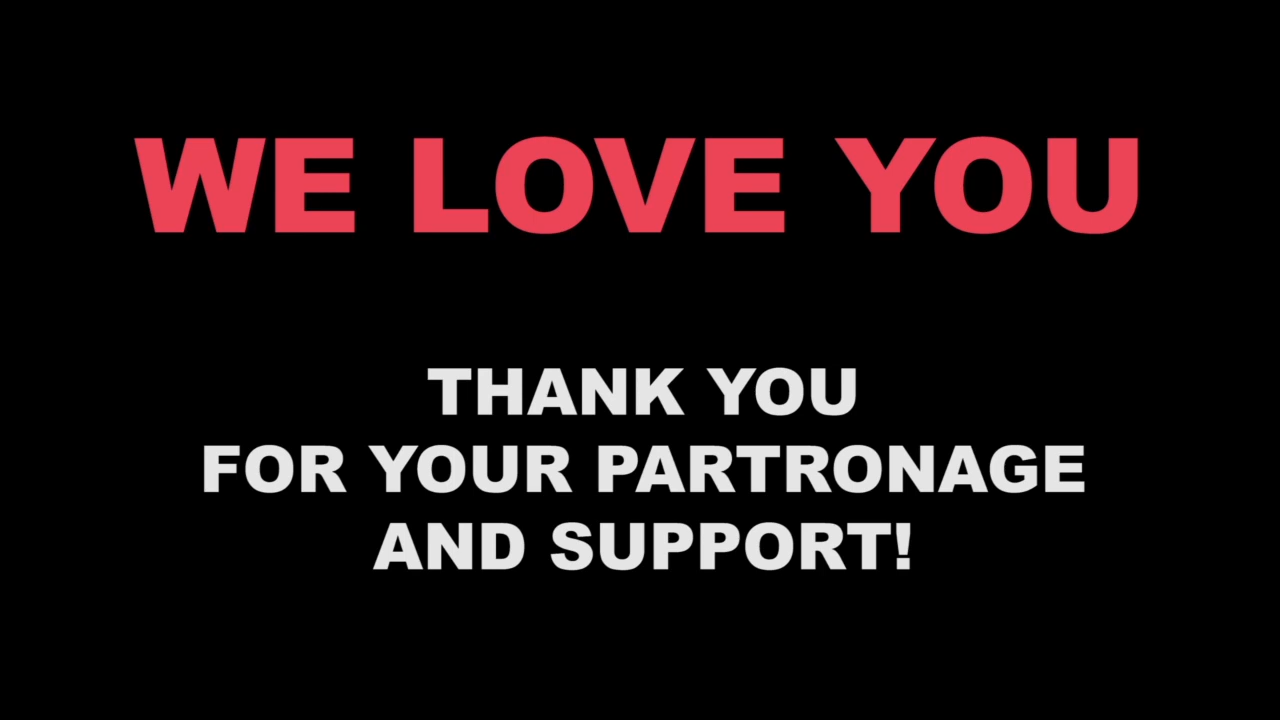 WE LOVE YOU
THANK YOU
FOR YOUR PARTRONAGE
AND SUPPORT!